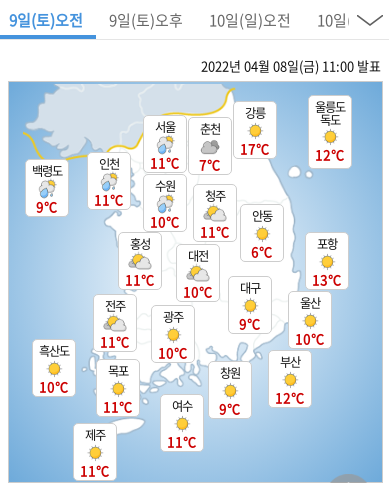 9일(토)오전 9일(토)오후 10일(일)오전 10일(
2022년 04월 08일(금) 11:00 발표
강릉
17°C
울릉도
독도
12°C
서울
11°C
춘천
7°C
백령도
9°C
인천
11°C
수원
10°C
청주
11°C
안동
6°C
홍성
11°C
대전
10°C
포항
13°C
대구
9°C
울산
10°C
전주
11°C
광주
10°C
흑산도
10°C
목포
11°C
창원
9°C
부산
12°C
여수
11°C
제주
11°C